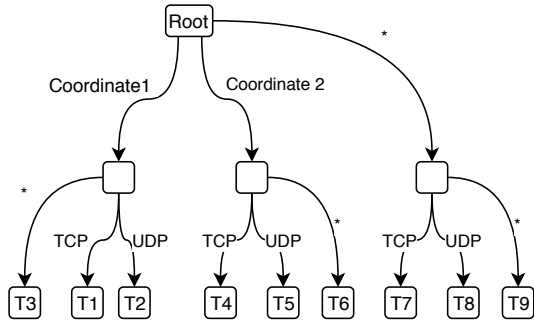 Root
*
Coordinate1
Coordinate 2
*
TCP
UDP
TCP
UDP
*
TCP
UDP
*
T3
T1
T2
T4
T5
T6
T7
T8
T9